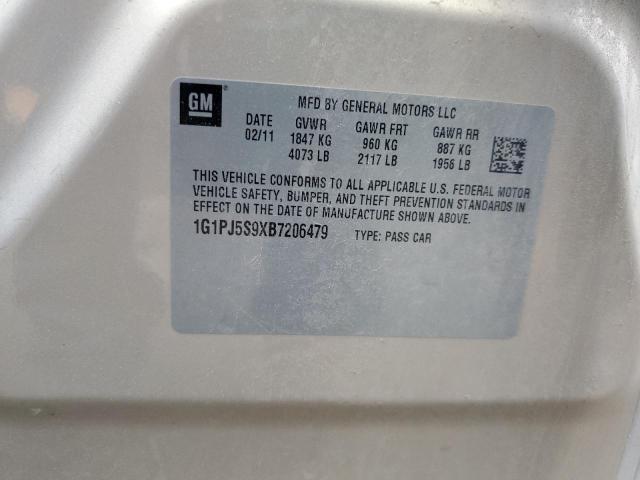 GM ® MFD BY GENERAL MOTORS LLC
DATE GVWR GAWR FRT GAWR RR
02/11 1847 KG 960 KG 887 KG
4073 LB 2117 LB 1956 LB
THIS VEHICLE CONFORMS TO ALL APPLICABLE U.S. FEDERAL MOTOR
VEHICLE SAFETY, BUMPER, AND THEFT PREVENTION STANDARDS IN
EFFECT ON THE DATE OF MANUFACTURE SHOWN ABOVE.
1G1PJ5S9XB7206479 TYPE: PASS CAR